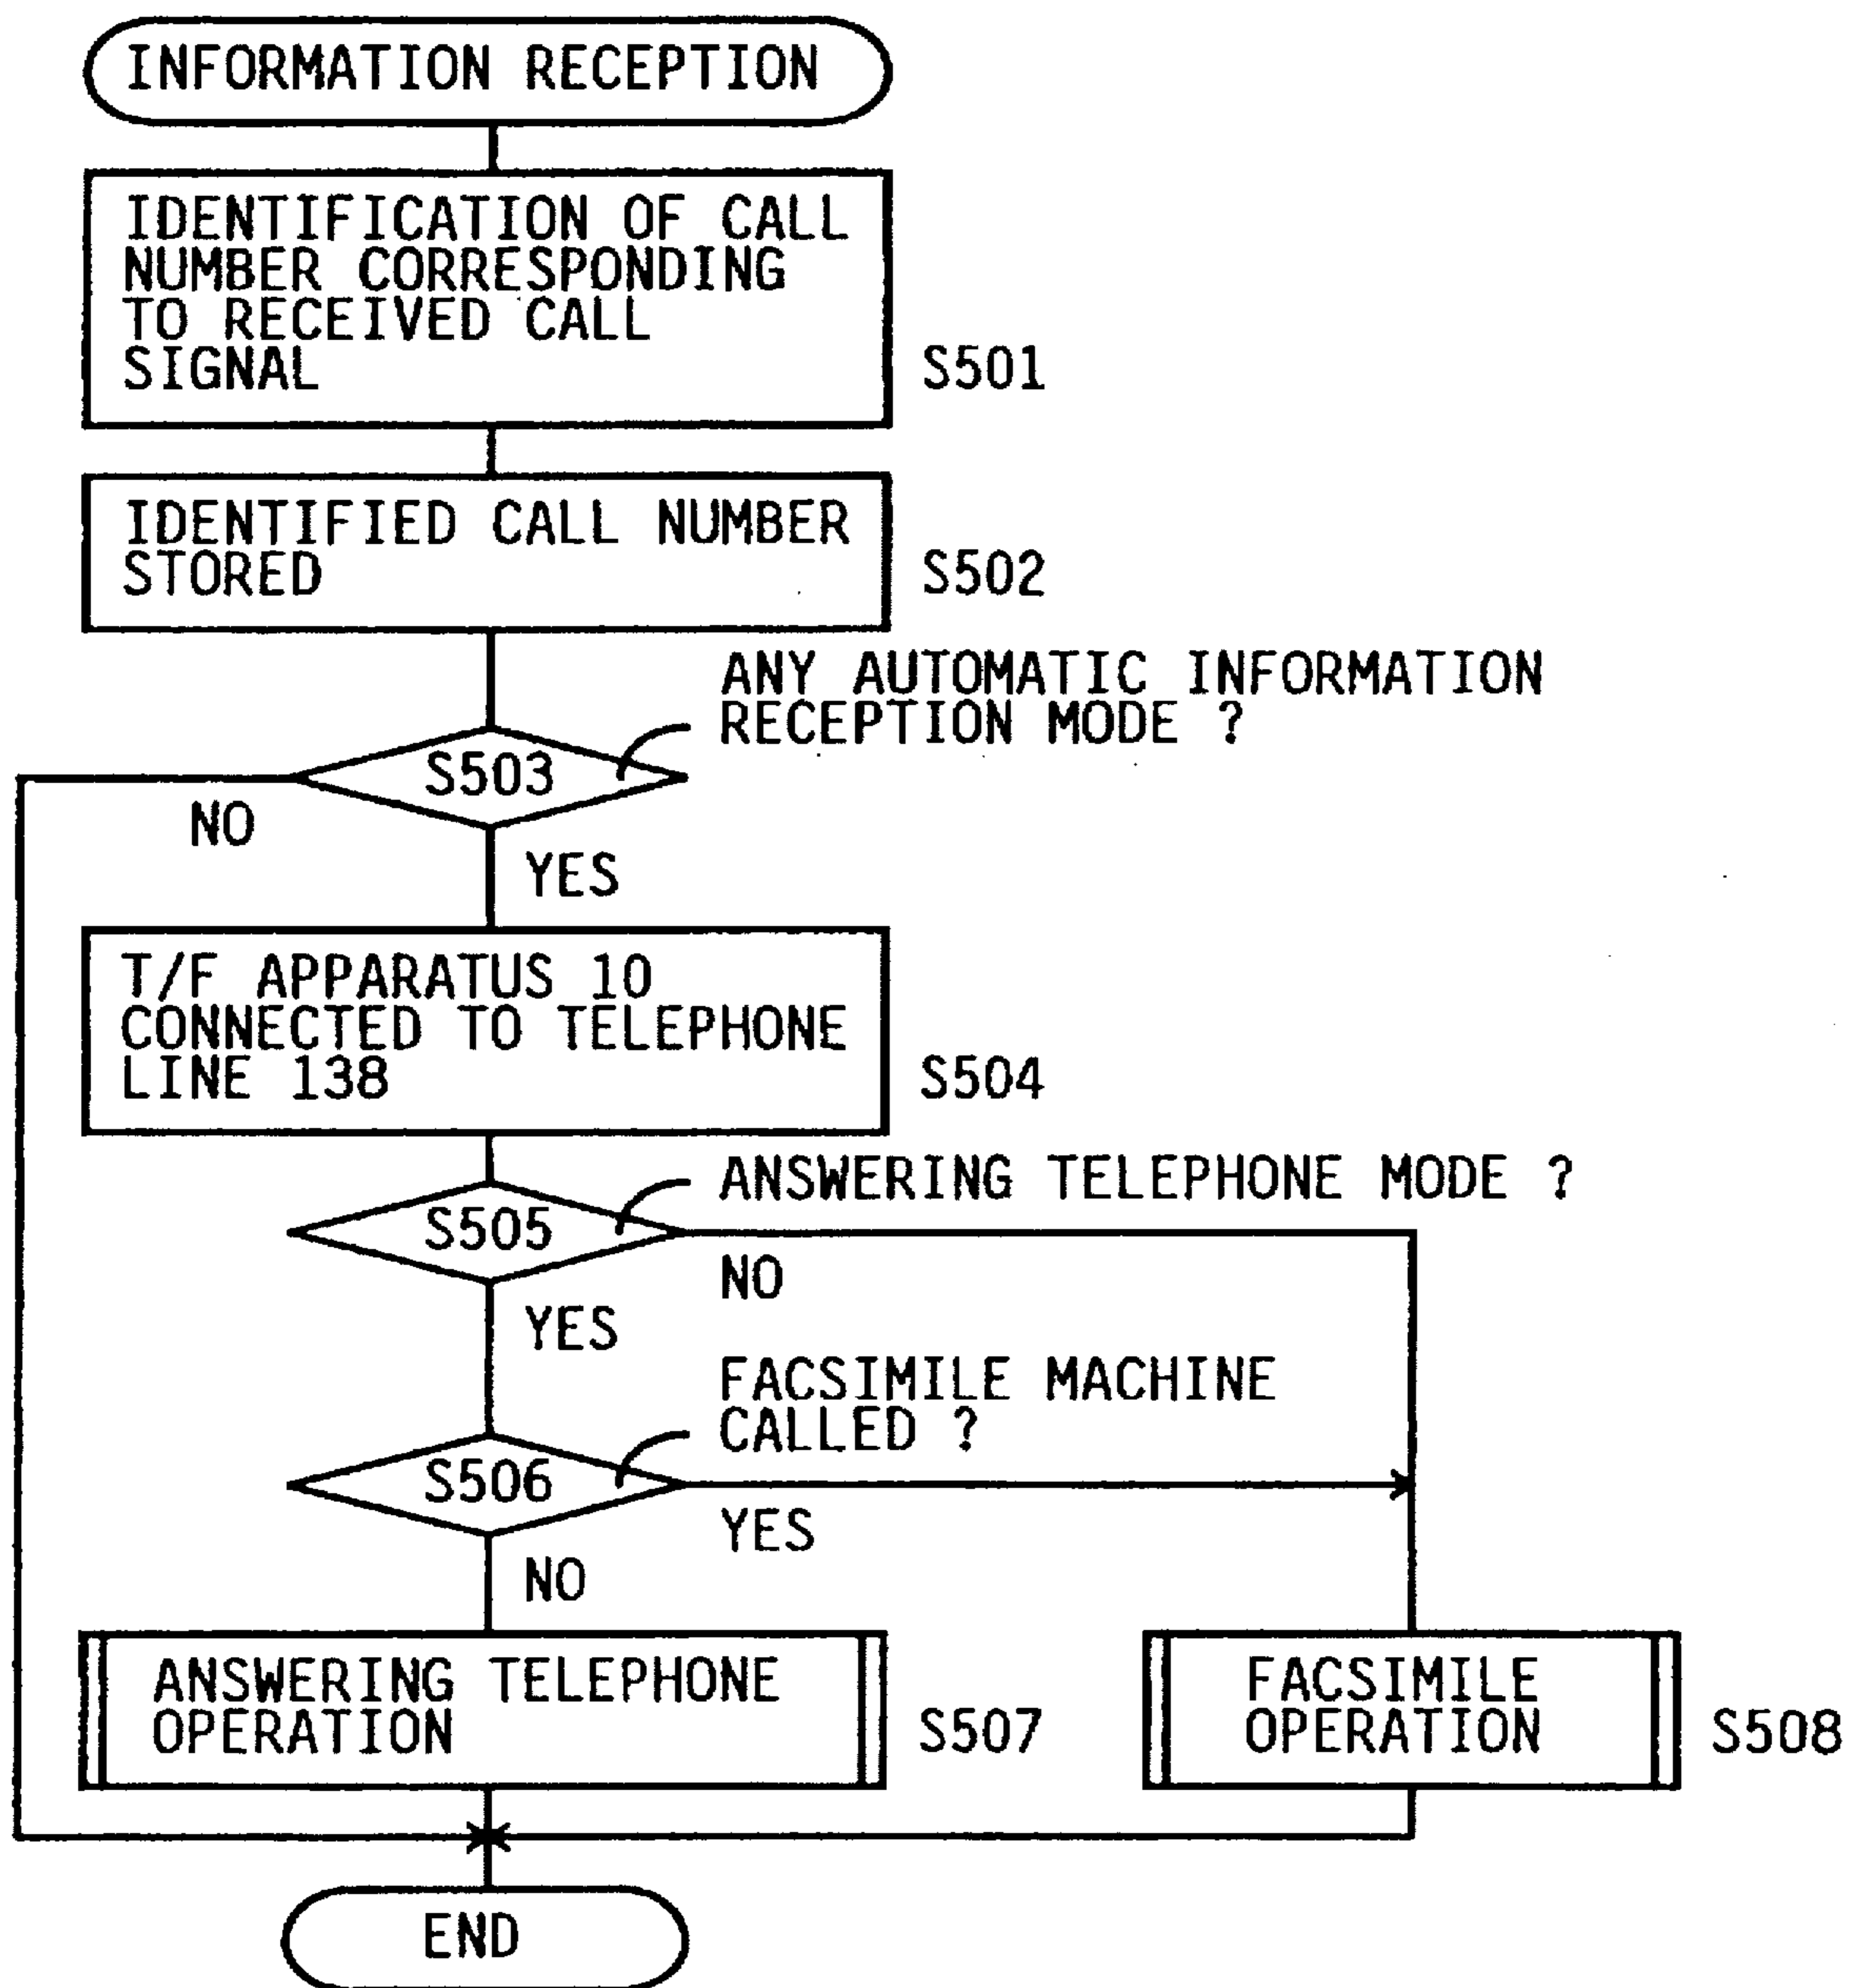 INFORMATION RECEPTION
IDENTIFICATION OF CALL
NUMBER CORRESPONDING
TO RECEIVED CALL
SIGNAL
S501
IDENTIFIED CALL NUMBER
STORED
S502
ANY AUTOMATIC INFORMATION
RECEPTION MODE ?
S503
NO
YES
T/F APPARATUS 10
CONNECTED TO TELEPHONE
LINE 138
S504
ANSWERING TELEPHONE MODE ?
S505
NO
YES
FACSIMILE MACHINE
CALLED ?
S506
YES
NO
ANSWERING TELEPHONE
OPERATION
S507
FACSIMILE
OPERATION
S508
END